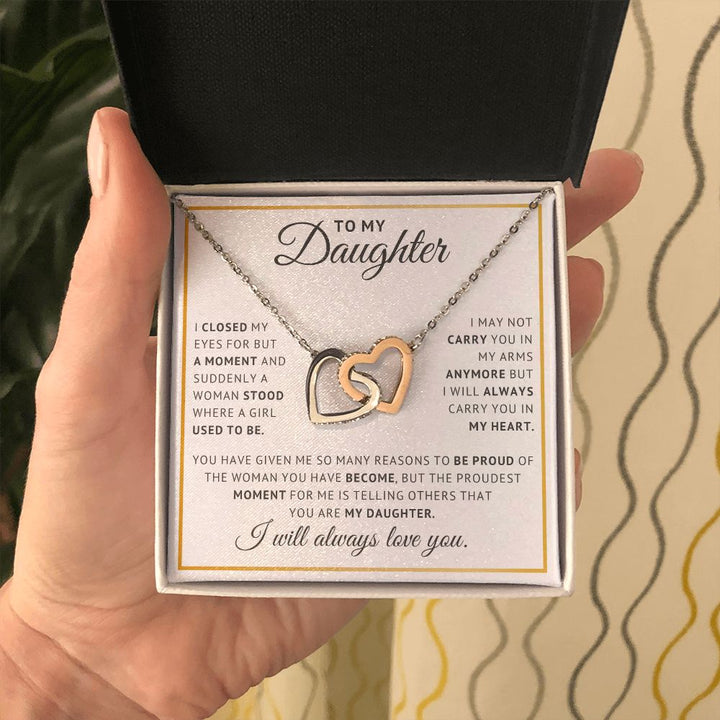 TO MY
Daughter
I CLOSED MY
EYES FOR BUT
A MOMENT AND
SUDDENLY A
WOMAN STOOD
WHERE A GIRL
USED TO BE.
I MAY NOT
CARRY YOU IN
MY ARMS
ANYMORE BUT
I WILL ALWAYS
CARRY YOU IN
MY HEART.
YOU HAVE GIVEN ME SO MANY REASONS TO BE PROUD OF
THE WOMAN YOU HAVE BECOME, BUT THE PROUDEST
MOMENT FOR ME IS TELLING OTHERS THAT
YOU ARE MY DAUGHTER.
I will always love you.